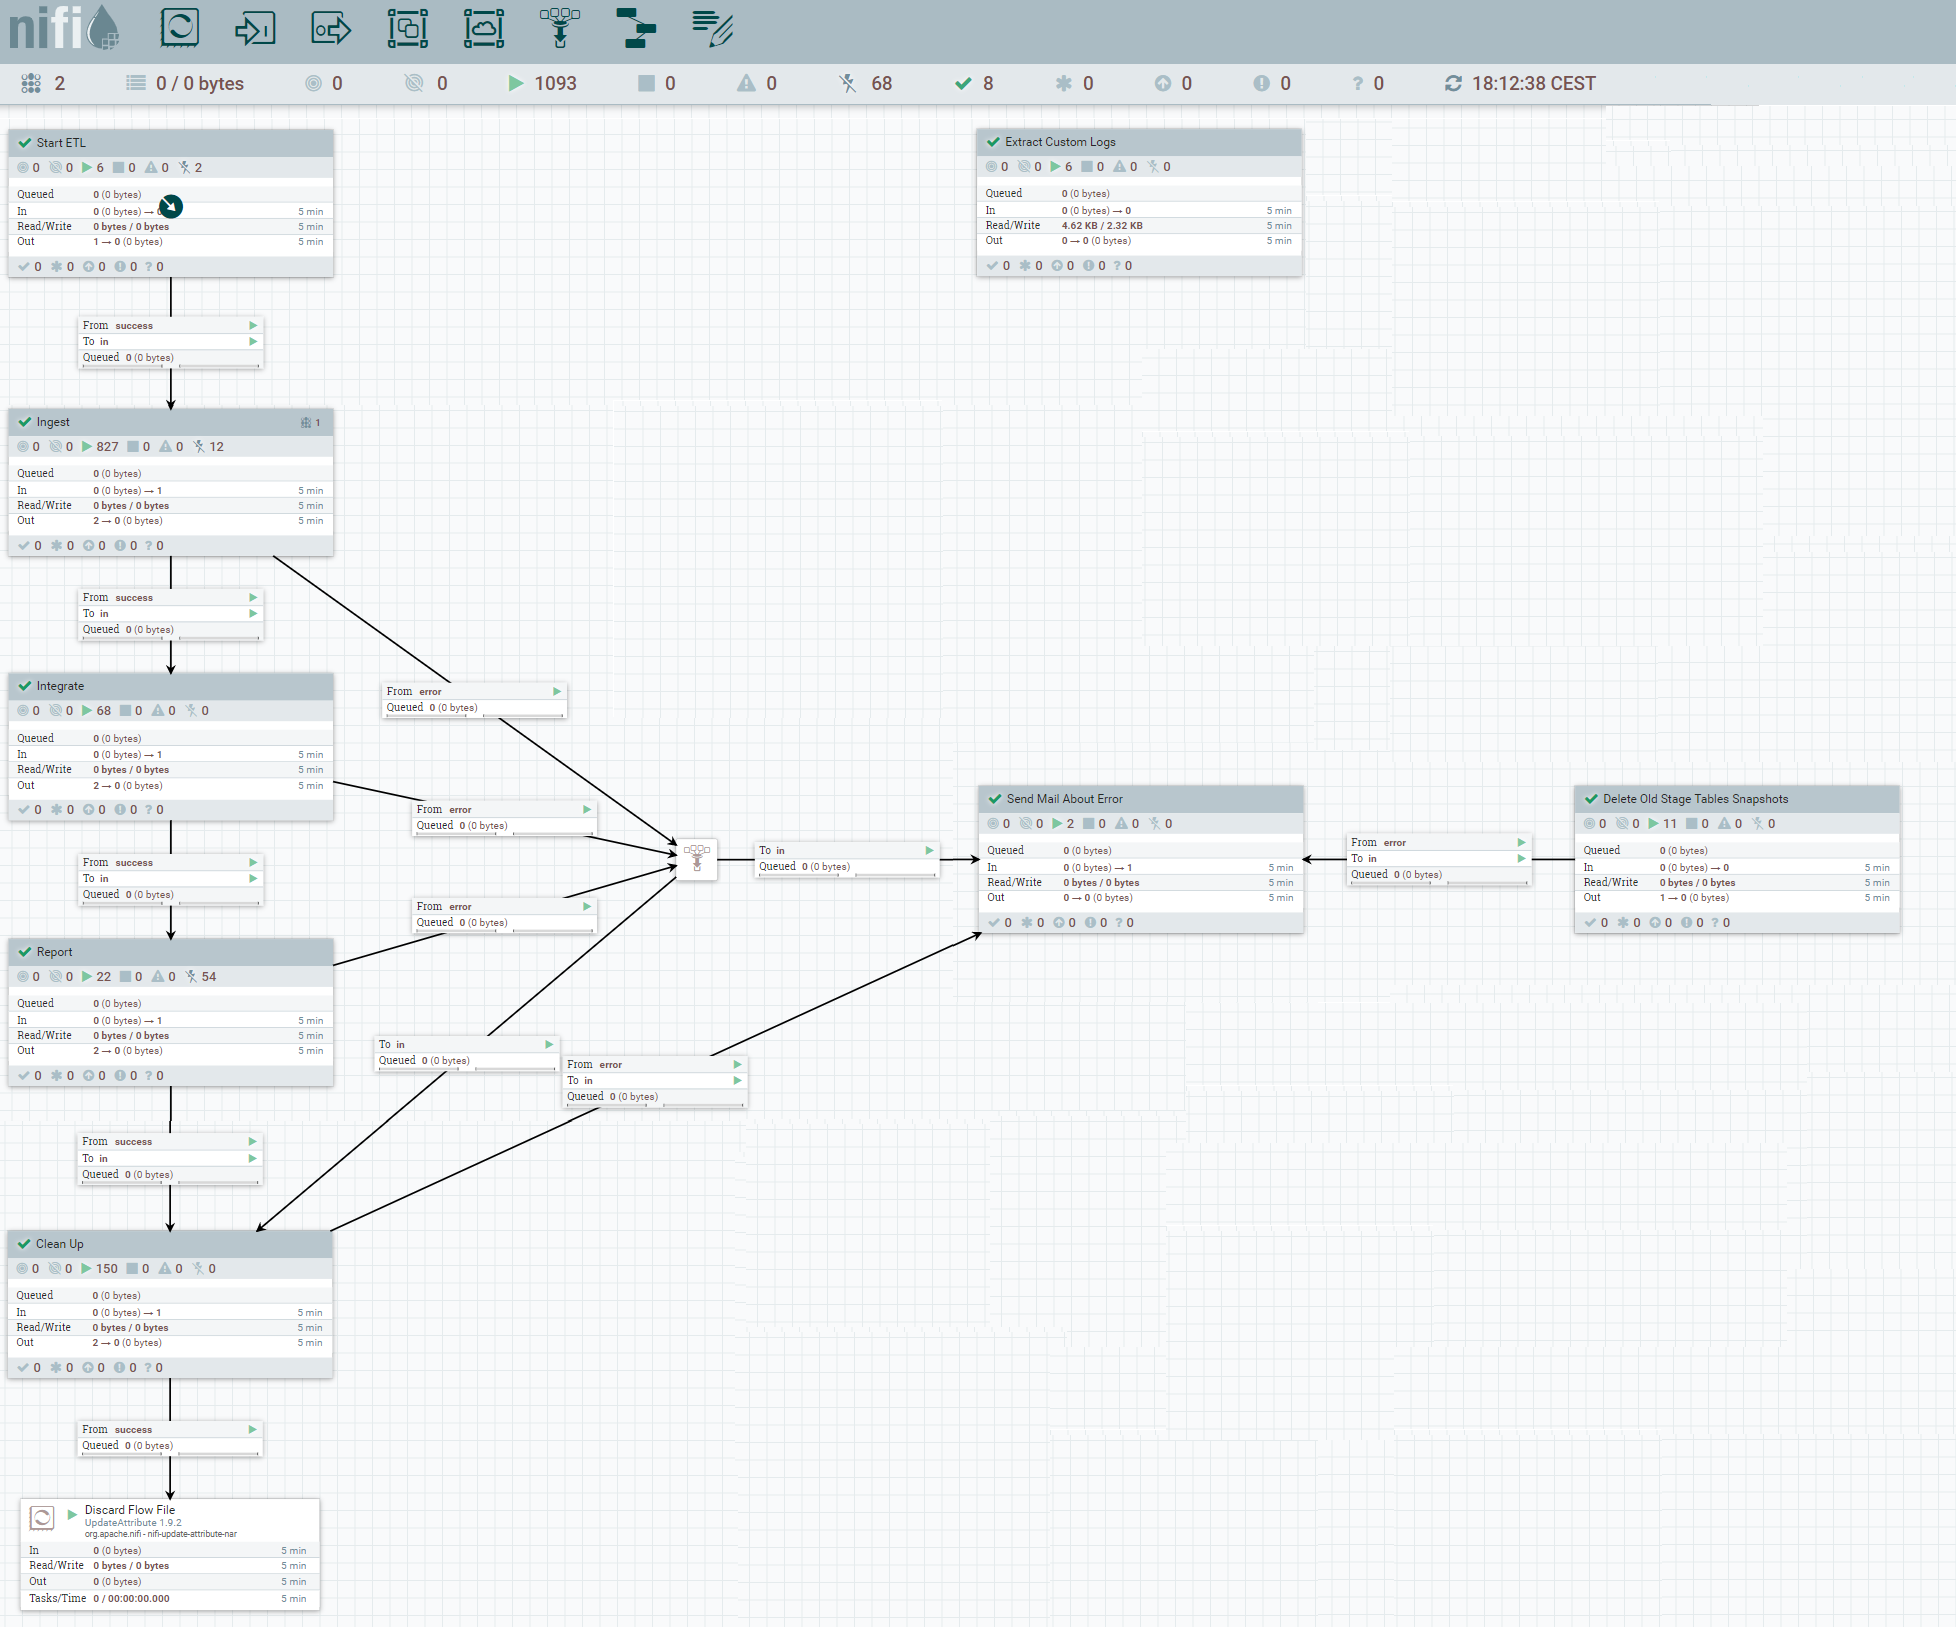 nifi
2 0 / 0 bytes 0 0 1093 0 0 68 8 0 0 0 ? 0 18:12:38 CEST
Start ETL
0 0 6 0 0 2
Queued 0 (0 bytes)
In 0 (0 bytes) → 5 min
Read/Write 0 bytes / 0 bytes 5 min
Out 1 → 0 (0 bytes) 5 min
0 0 0 0 ? 0
Extract Custom Logs
0 0 6 0 0 0
Queued 0 (0 bytes)
In 0 (0 bytes) → 0 5 min
Read/Write 4.62 KB / 2.32 KB 5 min
Out 0 → 0 (0 bytes) 5 min
0 0 0 0 ? 0
From success
To in
Queued 0 (0 bytes)
Ingest 1
0 0 827 0 0 12
Queued 0 (0 bytes)
In 0 (0 bytes) → 1 5 min
Read/Write 0 bytes / 0 bytes 5 min
Out 2 → 0 (0 bytes) 5 min
0 0 0 0 ? 0
From success
To in
Queued 0 (0 bytes)
From error
Queued 0 (0 bytes)
Integrate
0 0 68 0 0 0
Queued 0 (0 bytes)
In 0 (0 bytes) → 1 5 min
Read/Write 0 bytes / 0 bytes 5 min
Out 2 → 0 (0 bytes) 5 min
0 0 0 0 ? 0
From error
Queued 0 (0 bytes)
To in
Queued 0 (0 bytes)
Send Mail About Error
0 0 2 0 0 0
Queued 0 (0 bytes)
In 0 (0 bytes) → 1 5 min
Read/Write 0 bytes / 0 bytes 5 min
Out 0 → 0 (0 bytes) 5 min
0 0 0 0 ? 0
From error
To in
Queued 0 (0 bytes)
Delete Old Stage Tables Snapshots
0 0 11 0 0 0
Queued 0 (0 bytes)
In 0 (0 bytes) → 0 5 min
Read/Write 0 bytes / 0 bytes 5 min
Out 1 → 0 (0 bytes) 5 min
0 0 0 0 ? 0
From success
To in
Queued 0 (0 bytes)
From error
Queued 0 (0 bytes)
Report
0 0 22 0 0 54
Queued 0 (0 bytes)
In 0 (0 bytes) → 1 5 min
Read/Write 0 bytes / 0 bytes 5 min
Out 2 → 0 (0 bytes) 5 min
0 0 0 0 ? 0
To in
Queued 0 (0 bytes)
From error
To in
Queued 0 (0 bytes)
From success
To in
Queued 0 (0 bytes)
Clean Up
0 0 150 0 0 0
Queued 0 (0 bytes)
In 0 (0 bytes) → 1 5 min
Read/Write 0 bytes / 0 bytes 5 min
Out 2 → 0 (0 bytes) 5 min
0 0 0 0 ? 0
From success
Queued 0 (0 bytes)
Discard Flow File
UpdateAttribute 1.9.2
org.apache.nifi - nifi-update-attribute-nar
In 0 (0 bytes) 5 min
Read/Write 0 bytes / 0 bytes 5 min
Out 0 (0 bytes) 5 min
Tasks/Time 0 / 00:00:00.000 5 min